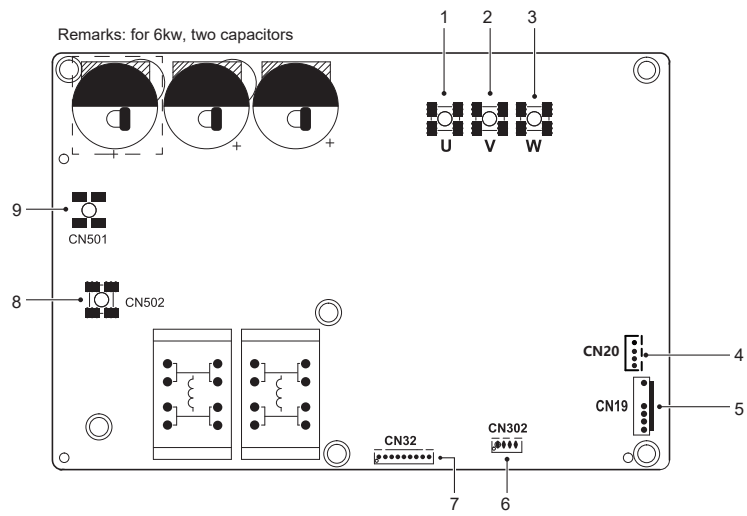 Remarks: for 6kw, two capacitors
1 2 3
U V W
+ + +
9
CN501
8 CN502
CN20 4
CN19 5
CN32 CN302
7 6